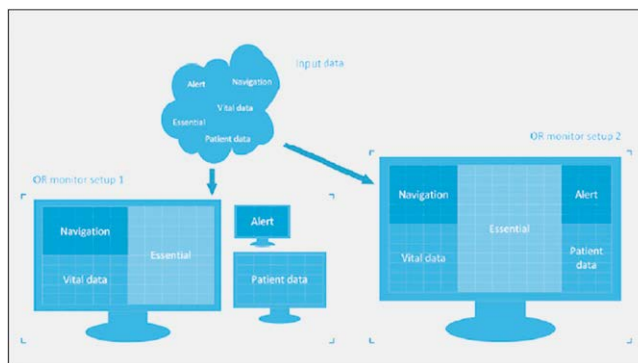 Input data
Alert
Navigation
Vital data
Essential
Patient data
OR monitor setup 1
Navigation
Essential
Vital data
Alert
Patient data
OR monitor setup 2
Navigation
Alert
Essential
Vital data
Patient
data